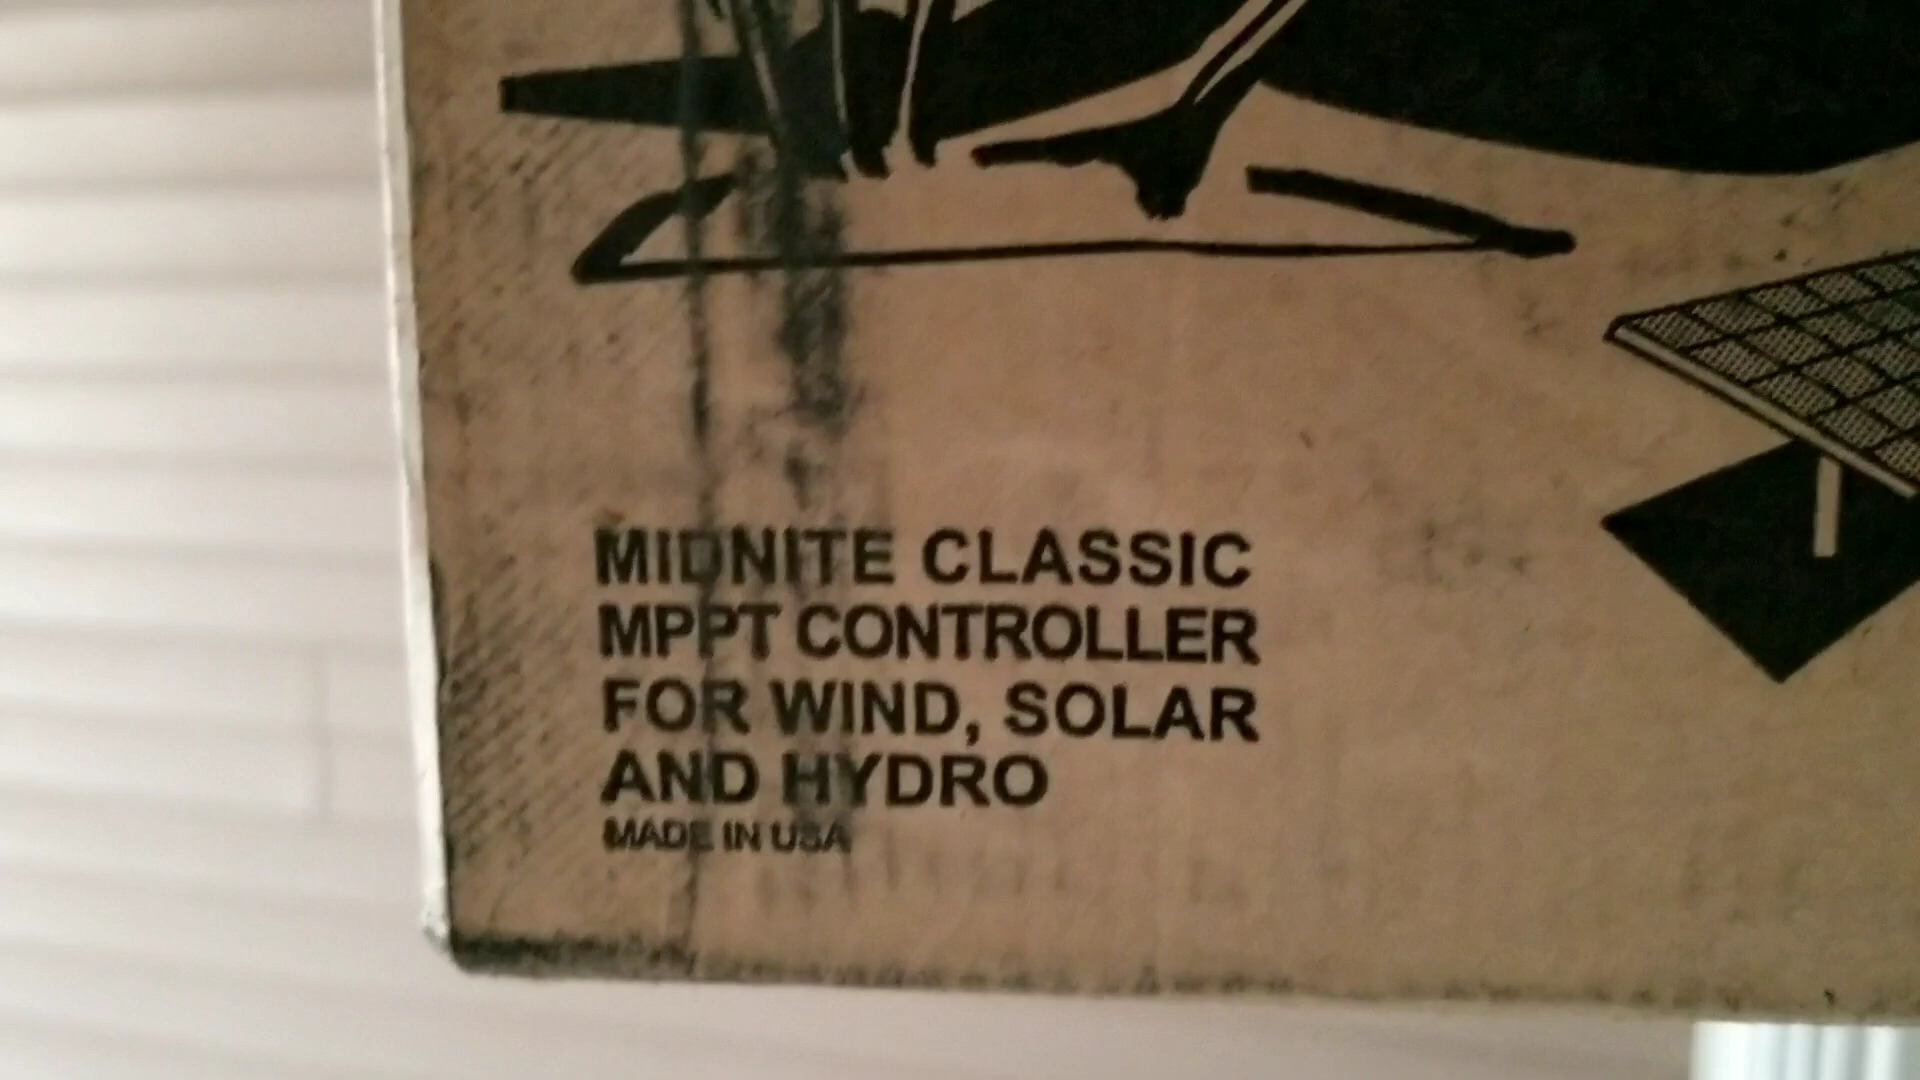 MIDNITE CLASSIC
MPPT CONTROLLER
FOR WIND, SOLAR
AND HYDRO
MADE IN USA